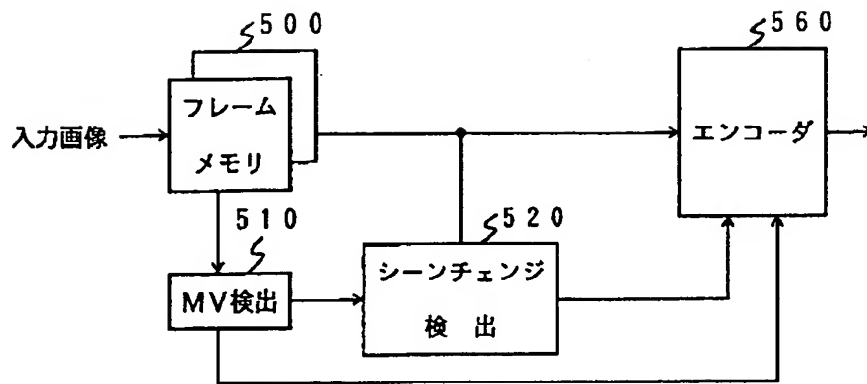 500
560
フレーム
メモリ
入力画像
エンコーダ
510
520
MV検出
シーンチェンジ
検 出